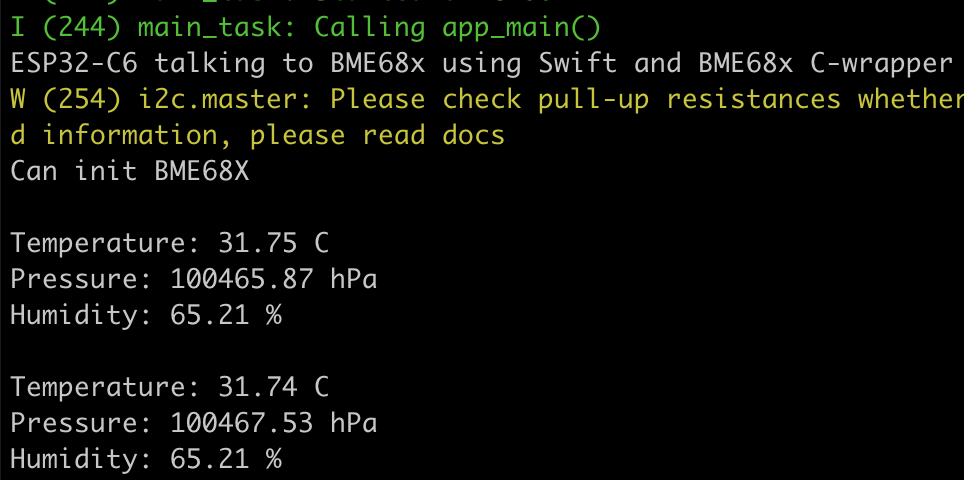 I (244) main_task: Calling app_main()
ESP32-C6 talking to BME68x using Swift and BME68x C-wrapper
W (254) i2c.master: Please check pull-up resistances whether
d information, please read docs
Can init BME68X
Temperature: 31.75 C
Pressure: 100465.87 hPa
Humidity: 65.21 %
Temperature: 31.74 C
Pressure: 100467.53 hPa
Humidity: 65.21 %